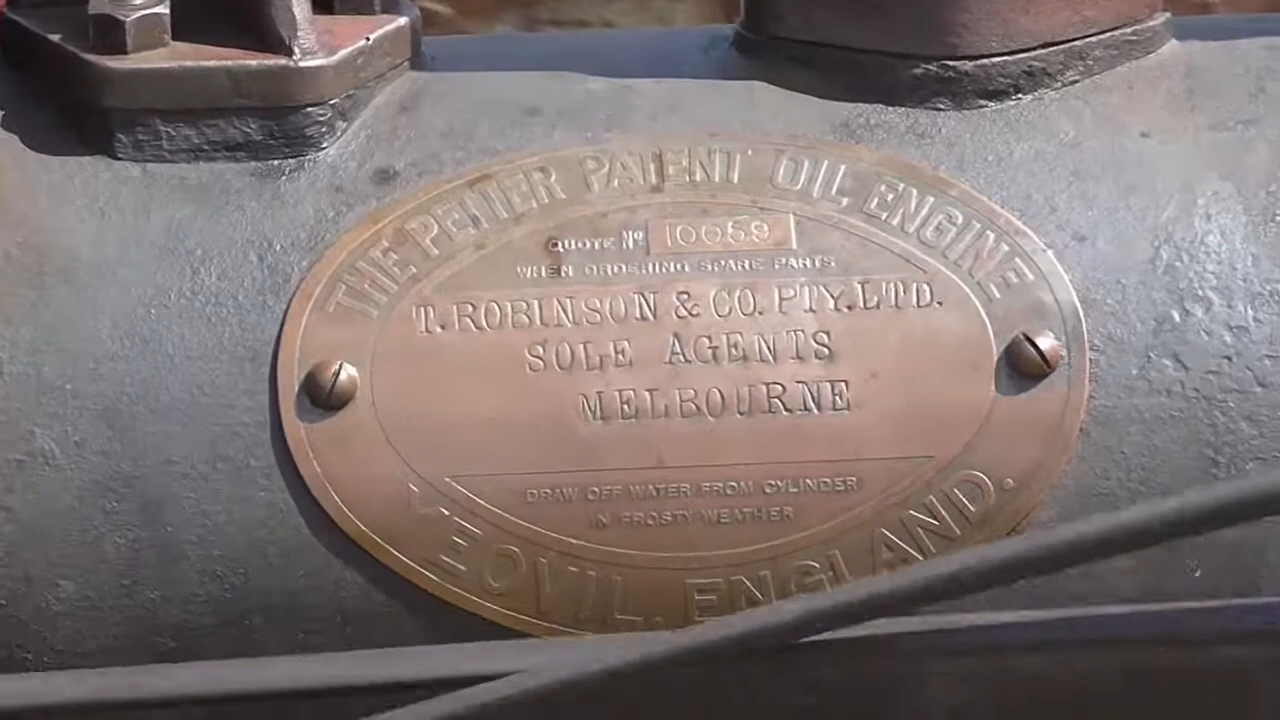 THE PETTER PATENT OIL ENGINE
QUOTE Nº 10059
WHEN ORDERING SPARE PARTS
T. ROBINSON & CO. PTY. LTD.
SOLE AGENTS
MELBOURNE
DRAW OFF WATER FROM CYLINDER
IN FROSTY WEATHER
YEOVIL, ENGLAND.